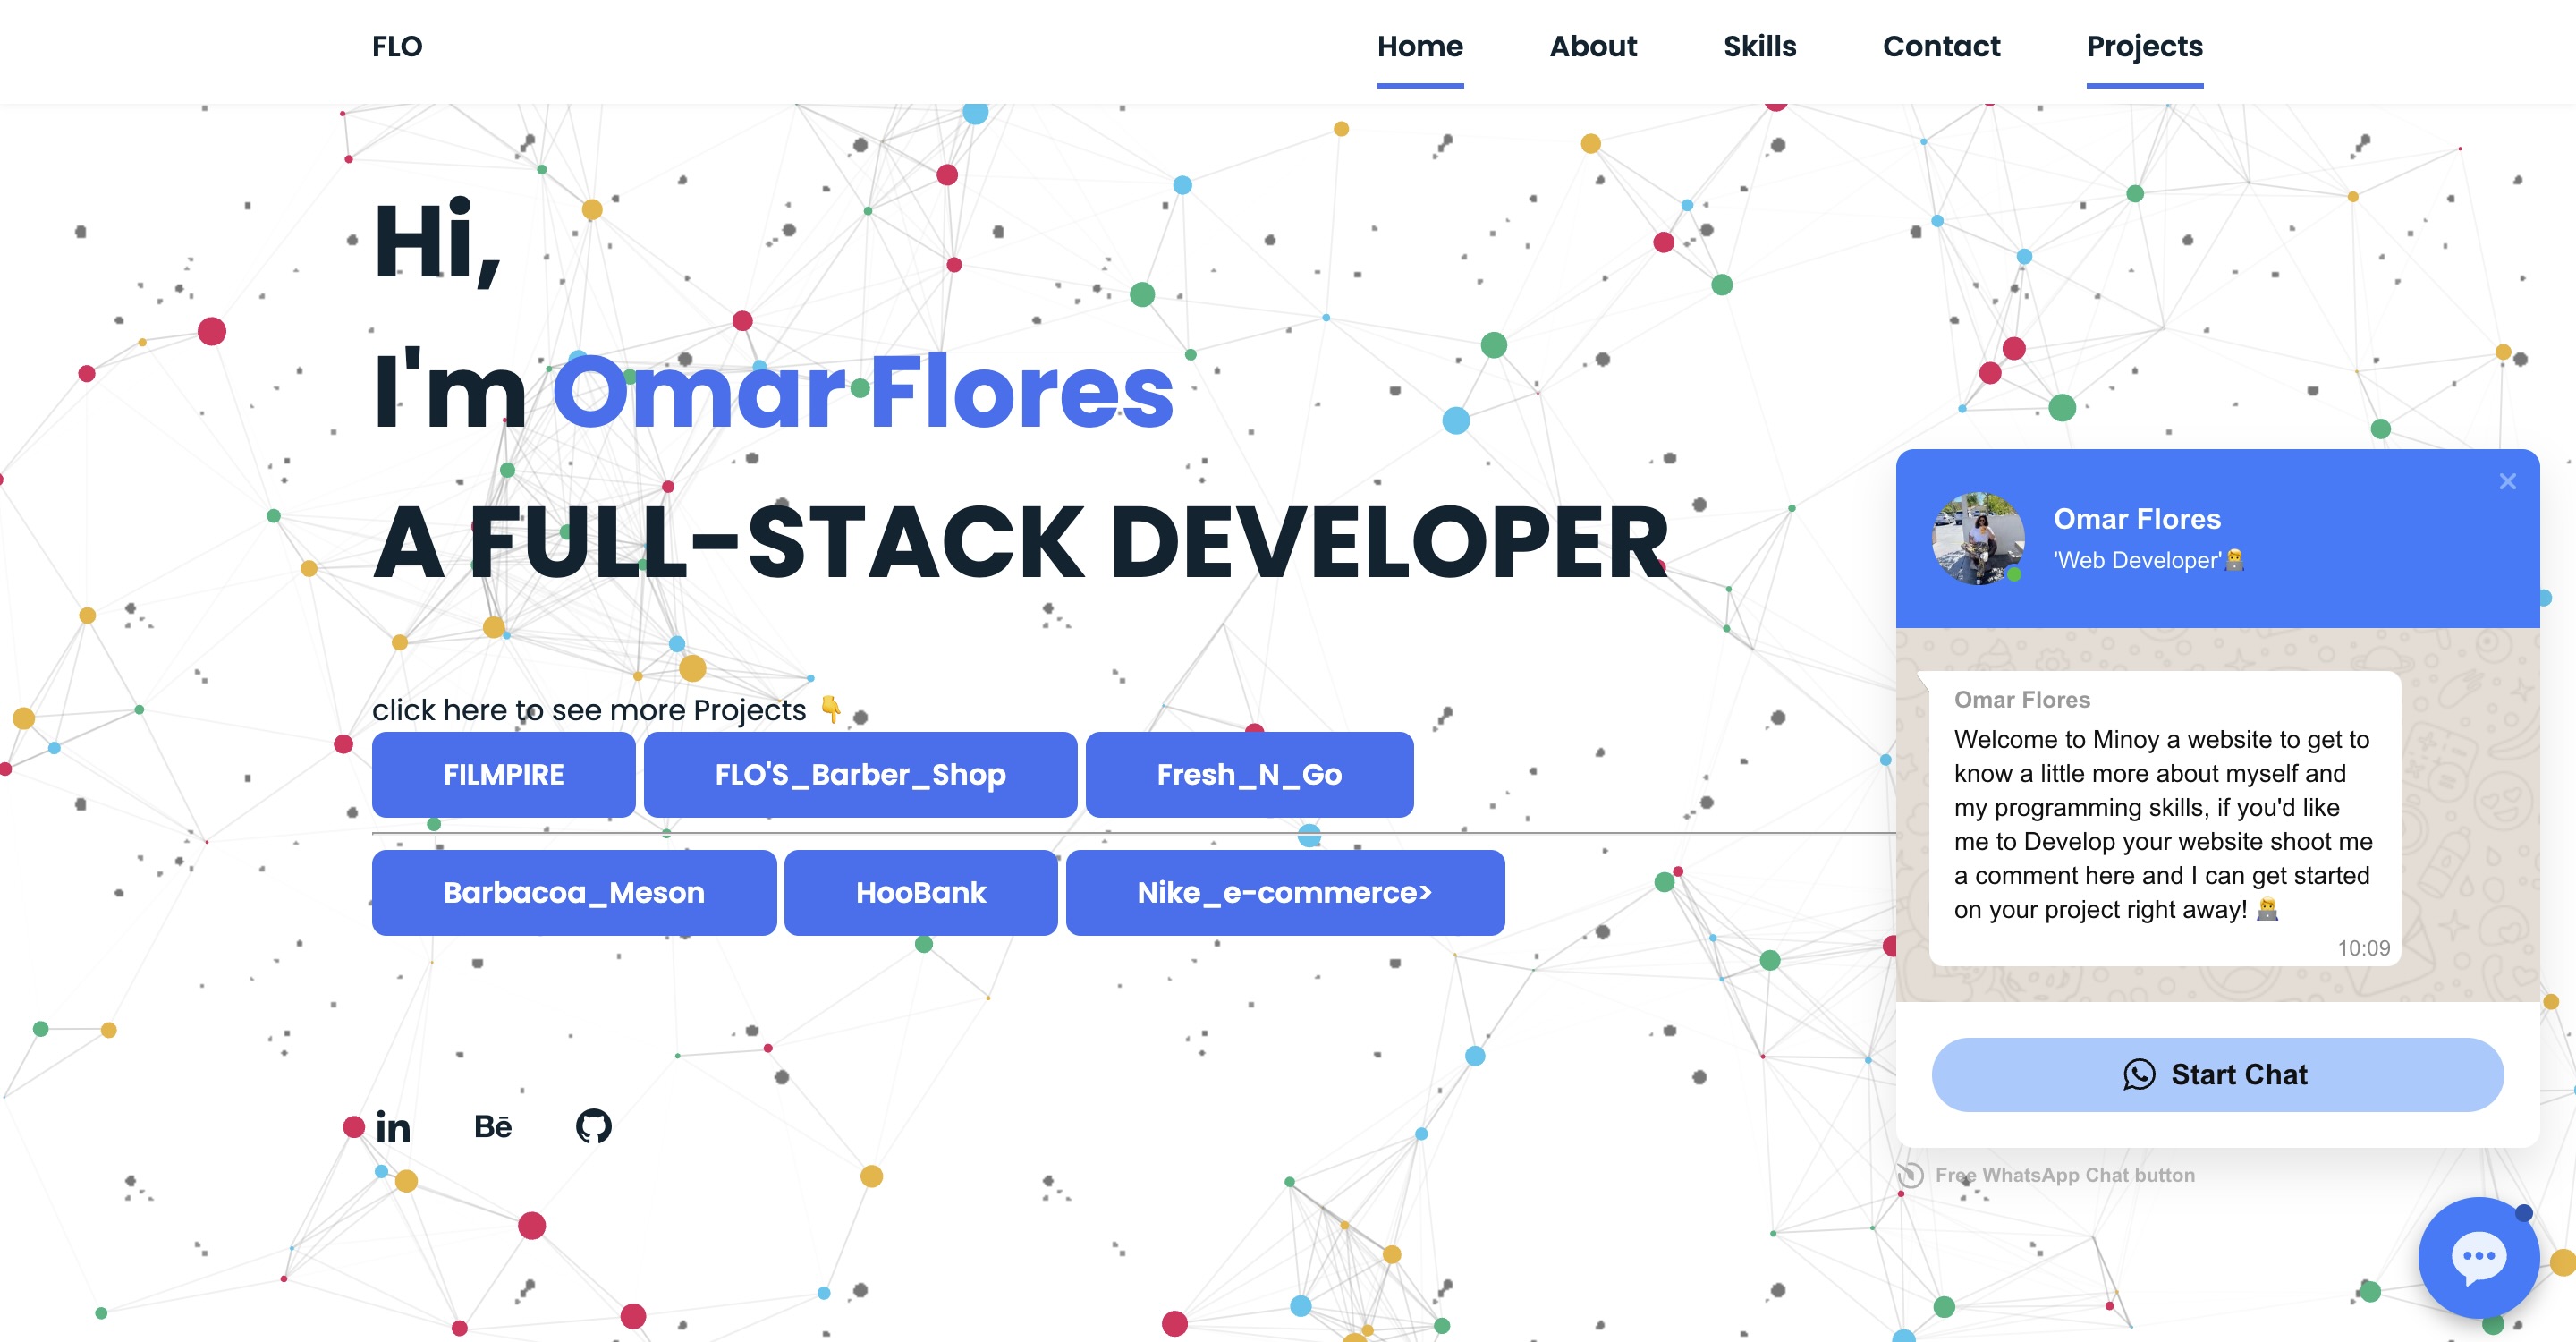 FLO
Home About Skills Contact Projects
Hi,
I'm Omar Flores
A FULL-STACK DEVELOPER
click here to see more Projects 👇
FILMPIRE FLO'S_Barber_Shop Fresh_N_Go
Barbacoa_Meson HooBank Nike_e-commerce>
in Bē
Omar Flores
'Web Developer'🧑‍💻
Omar Flores
Welcome to Minoy a website to get to
know a little more about myself and
my programming skills, if you'd like
me to Develop your website shoot me
a comment here and I can get started
on your project right away! 🧑‍💻
10:09
Start Chat
Free WhatsApp Chat button